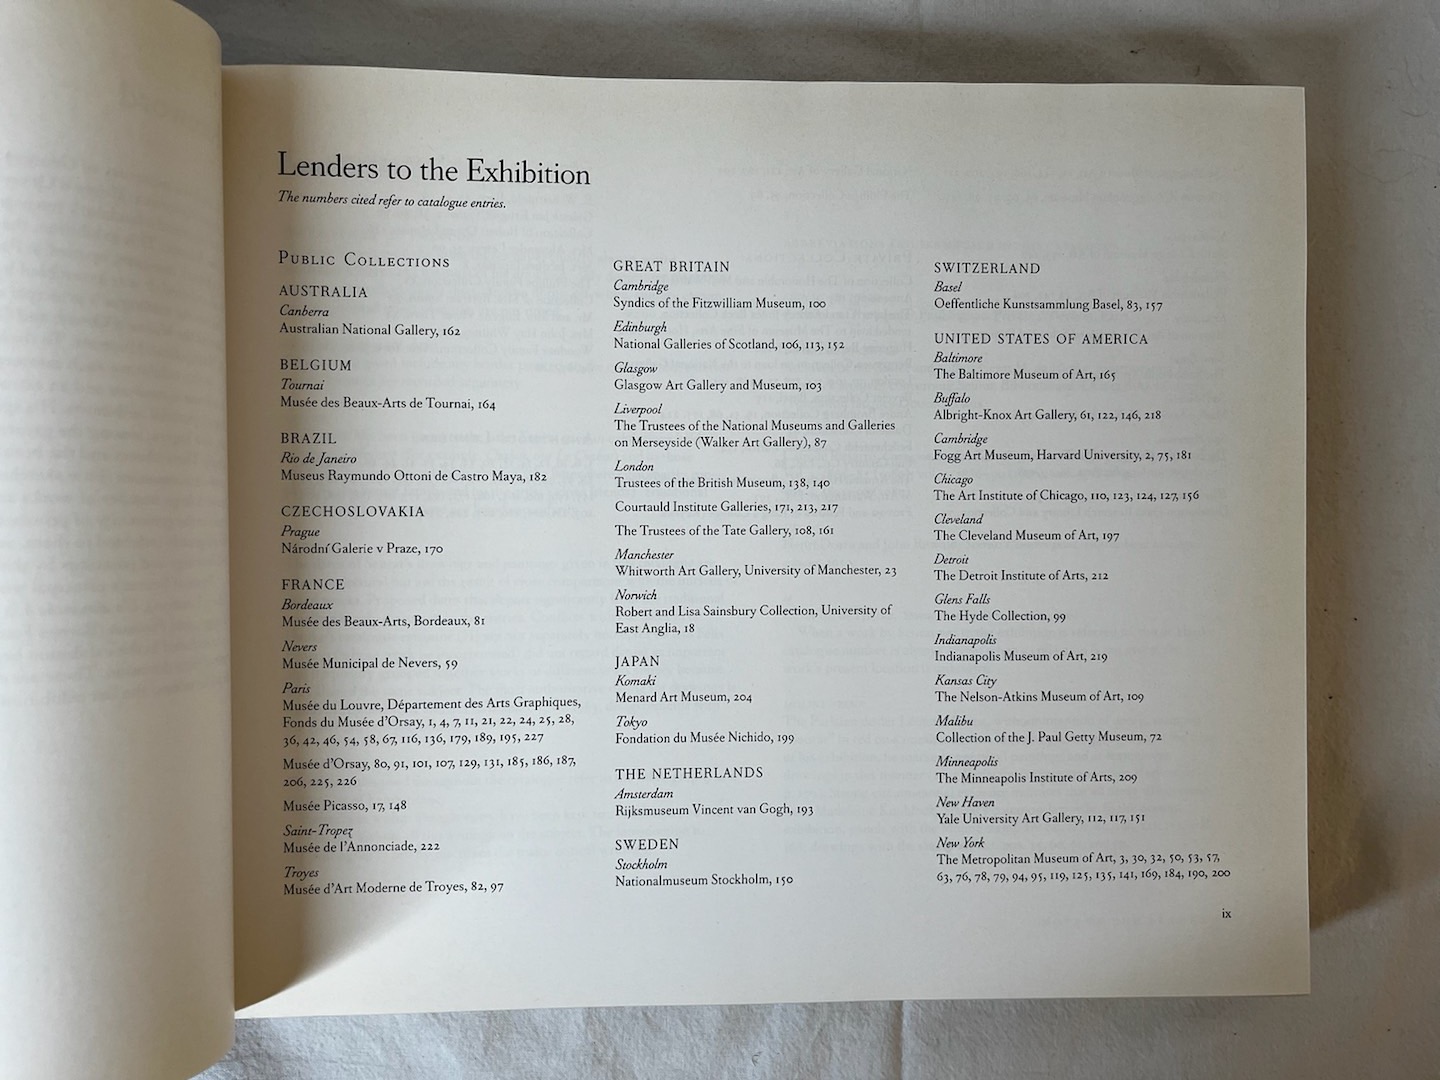 Lenders to the Exhibition
The numbers cited refer to catalogue entries.
PUBLIC COLLECTIONS
AUSTRALIA
Canberra
Australian National Gallery, 162
BELGIUM
Tournai
Musée des Beaux-Arts de Tournai, 164
BRAZIL
Rio de Janeiro
Museus Raymundo Ottoni de Castro Maya, 182
CZECHOSLOVAKIA
Prague
Národní Galerie v Praze, 170
FRANCE
Bordeaux
Musée des Beaux-Arts, Bordeaux, 81
Nevers
Musée Municipal de Nevers, 59
Paris
Musée du Louvre, Département des Arts Graphiques,
Fonds du Musée d'Orsay, 1, 4, 7, 11, 21, 22, 24, 25, 28,
36, 42, 46, 54, 58, 67, 116, 136, 179, 189, 195, 227
Musée d'Orsay, 80, 91, 101, 107, 129, 131, 185, 186, 187,
206, 225, 226
Musée Picasso, 17, 148
Saint-Tropez
Musée de l'Annonciade, 222
Troyes
Musée d'Art Moderne de Troyes, 82, 97
GREAT BRITAIN
Cambridge
Syndics of the Fitzwilliam Museum, 100
Edinburgh
National Galleries of Scotland, 106, 113, 152
Glasgow
Glasgow Art Gallery and Museum, 103
Liverpool
The Trustees of the National Museums and Galleries
on Merseyside (Walker Art Gallery), 87
London
Trustees of the British Museum, 138, 140
Courtauld Institute Galleries, 171, 213, 217
The Trustees of the Tate Gallery, 108, 161
Manchester
Whitworth Art Gallery, University of Manchester, 23
Norwich
Robert and Lisa Sainsbury Collection, University of
East Anglia, 18
JAPAN
Komaki
Menard Art Museum, 204
Tokyo
Fondation du Musée Nichido, 199
THE NETHERLANDS
Amsterdam
Rijksmuseum Vincent van Gogh, 193
SWEDEN
Stockholm
Nationalmuseum Stockholm, 150
SWITZERLAND
Basel
Oeffentliche Kunstsammlung Basel, 83, 157
UNITED STATES OF AMERICA
Baltimore
The Baltimore Museum of Art, 165
Buffalo
Albright-Knox Art Gallery, 61, 122, 146, 218
Cambridge
Fogg Art Museum, Harvard University, 2, 75, 181
Chicago
The Art Institute of Chicago, 110, 123, 124, 127, 156
Cleveland
The Cleveland Museum of Art, 197
Detroit
The Detroit Institute of Arts, 212
Glens Falls
The Hyde Collection, 99
Indianapolis
Indianapolis Museum of Art, 219
Kansas City
The Nelson-Atkins Museum of Art, 109
Malibu
Collection of the J. Paul Getty Museum, 72
Minneapolis
The Minneapolis Institute of Arts, 209
New Haven
Yale University Art Gallery, 112, 117, 151
New York
The Metropolitan Museum of Art, 3, 30, 32, 50, 53, 57,
63, 76, 78, 79, 94, 95, 119, 125, 135, 141, 169, 184, 190, 200
ix